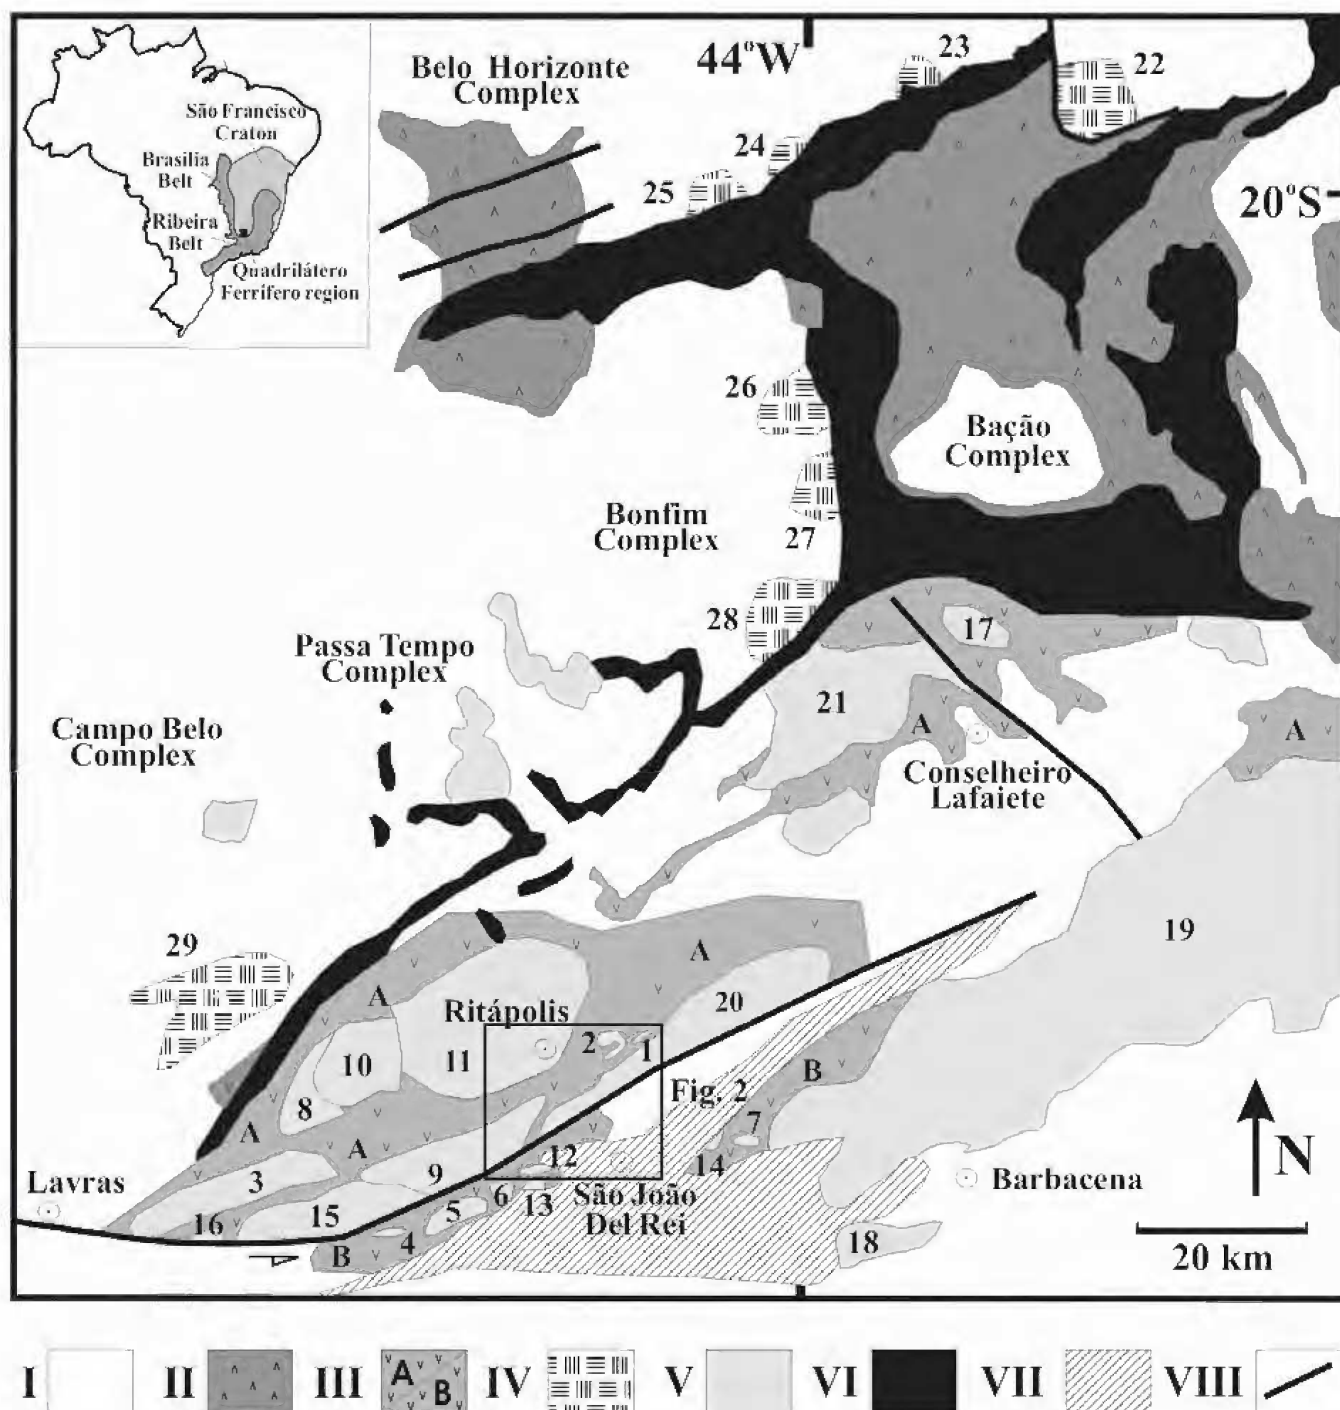 São Francisco
Craton
Brasília
Belt
Ribeira
Belt
Quadrilátero
Ferrífero region
Belo Horizonte
Complex
44°W
23
22
24
25
20°S
26
Bação
Complex
Bonfim
Complex
27
28
17
Passa Tempo
Complex
21
A
A
Campo Belo
Complex
Conselheiro
Lafaiete
29
19
A
A
20
Ritápolis
2
1
10
11
Fig. 2
B
8
7
A
A
12
14
Lavras
3
9
6
13
São João
Del Rei
Barbacena
N
16
15
5
4
B
18
20 km
I
II
III
A
B
IV
V
VI
VII
VIII